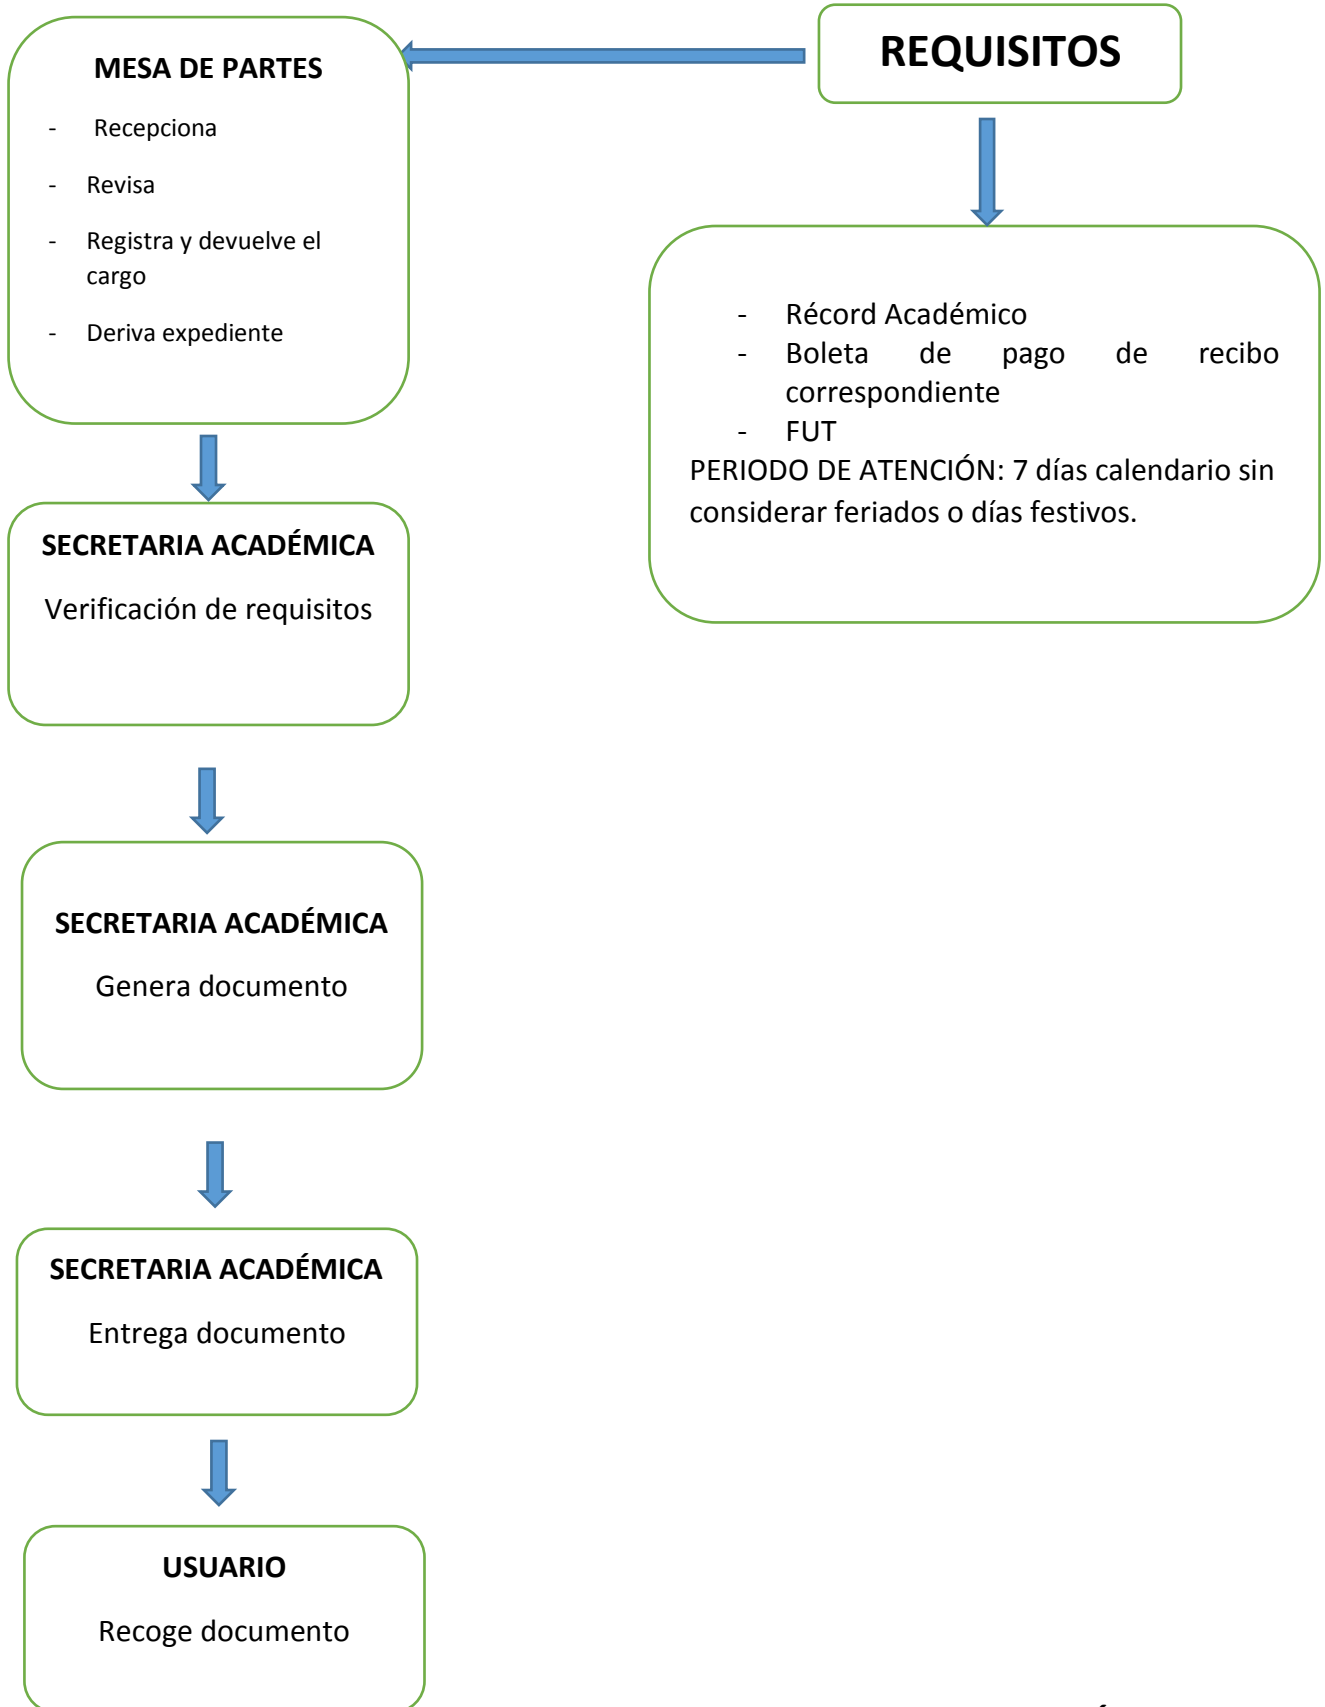 REQUISITOS
MESA DE PARTES
- Recepciona
- Revisa
- Registra y devuelve el
cargo
- Deriva expediente
- Récord Académico
- Boleta de pago de recibo
correspondiente
- FUT
PERIODO DE ATENCIÓN: 7 días calendario sin
considerar feriados o días festivos.
SECRETARIA ACADÉMICA
Verificación de requisitos
SECRETARIA ACADÉMICA
Genera documento
SECRETARIA ACADÉMICA
Entrega documento
USUARIO
Recoge documento